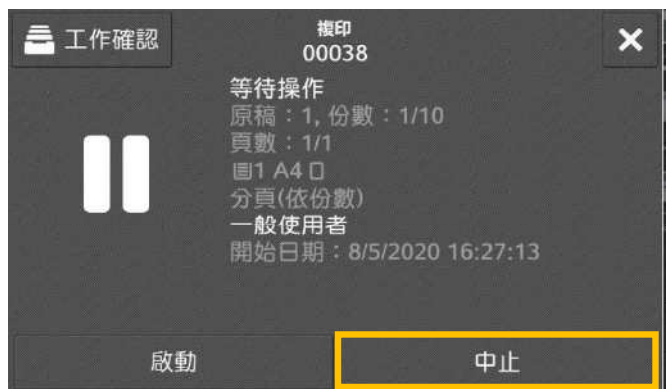 工作確認
複印
00038
等待操作
原稿：1, 份數：1/10
頁數：1/1
1 A4
分頁(依份數)
一般使用者
開始日期：8/5/2020 16:27:13
啟動
中止